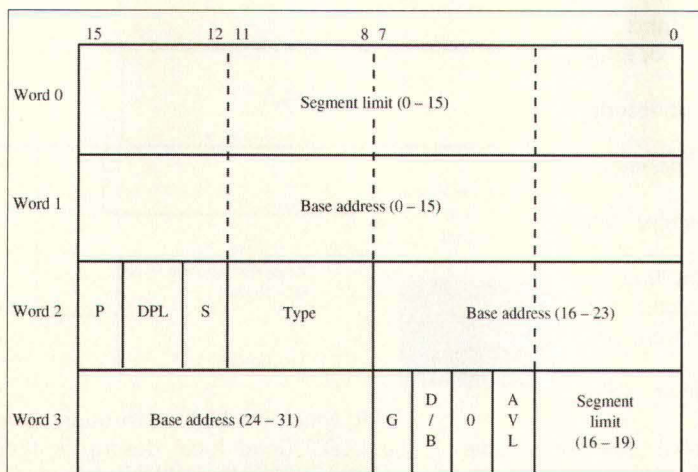 15 12 11 8 7 0
Word 0 Segment limit (0 – 15)
Word 1 Base address (0 – 15)
Word 2 P DPL S Type Base address (16 – 23)
Word 3 Base address (24 – 31) G D / B 0 A V L Segment limit (16 – 19)